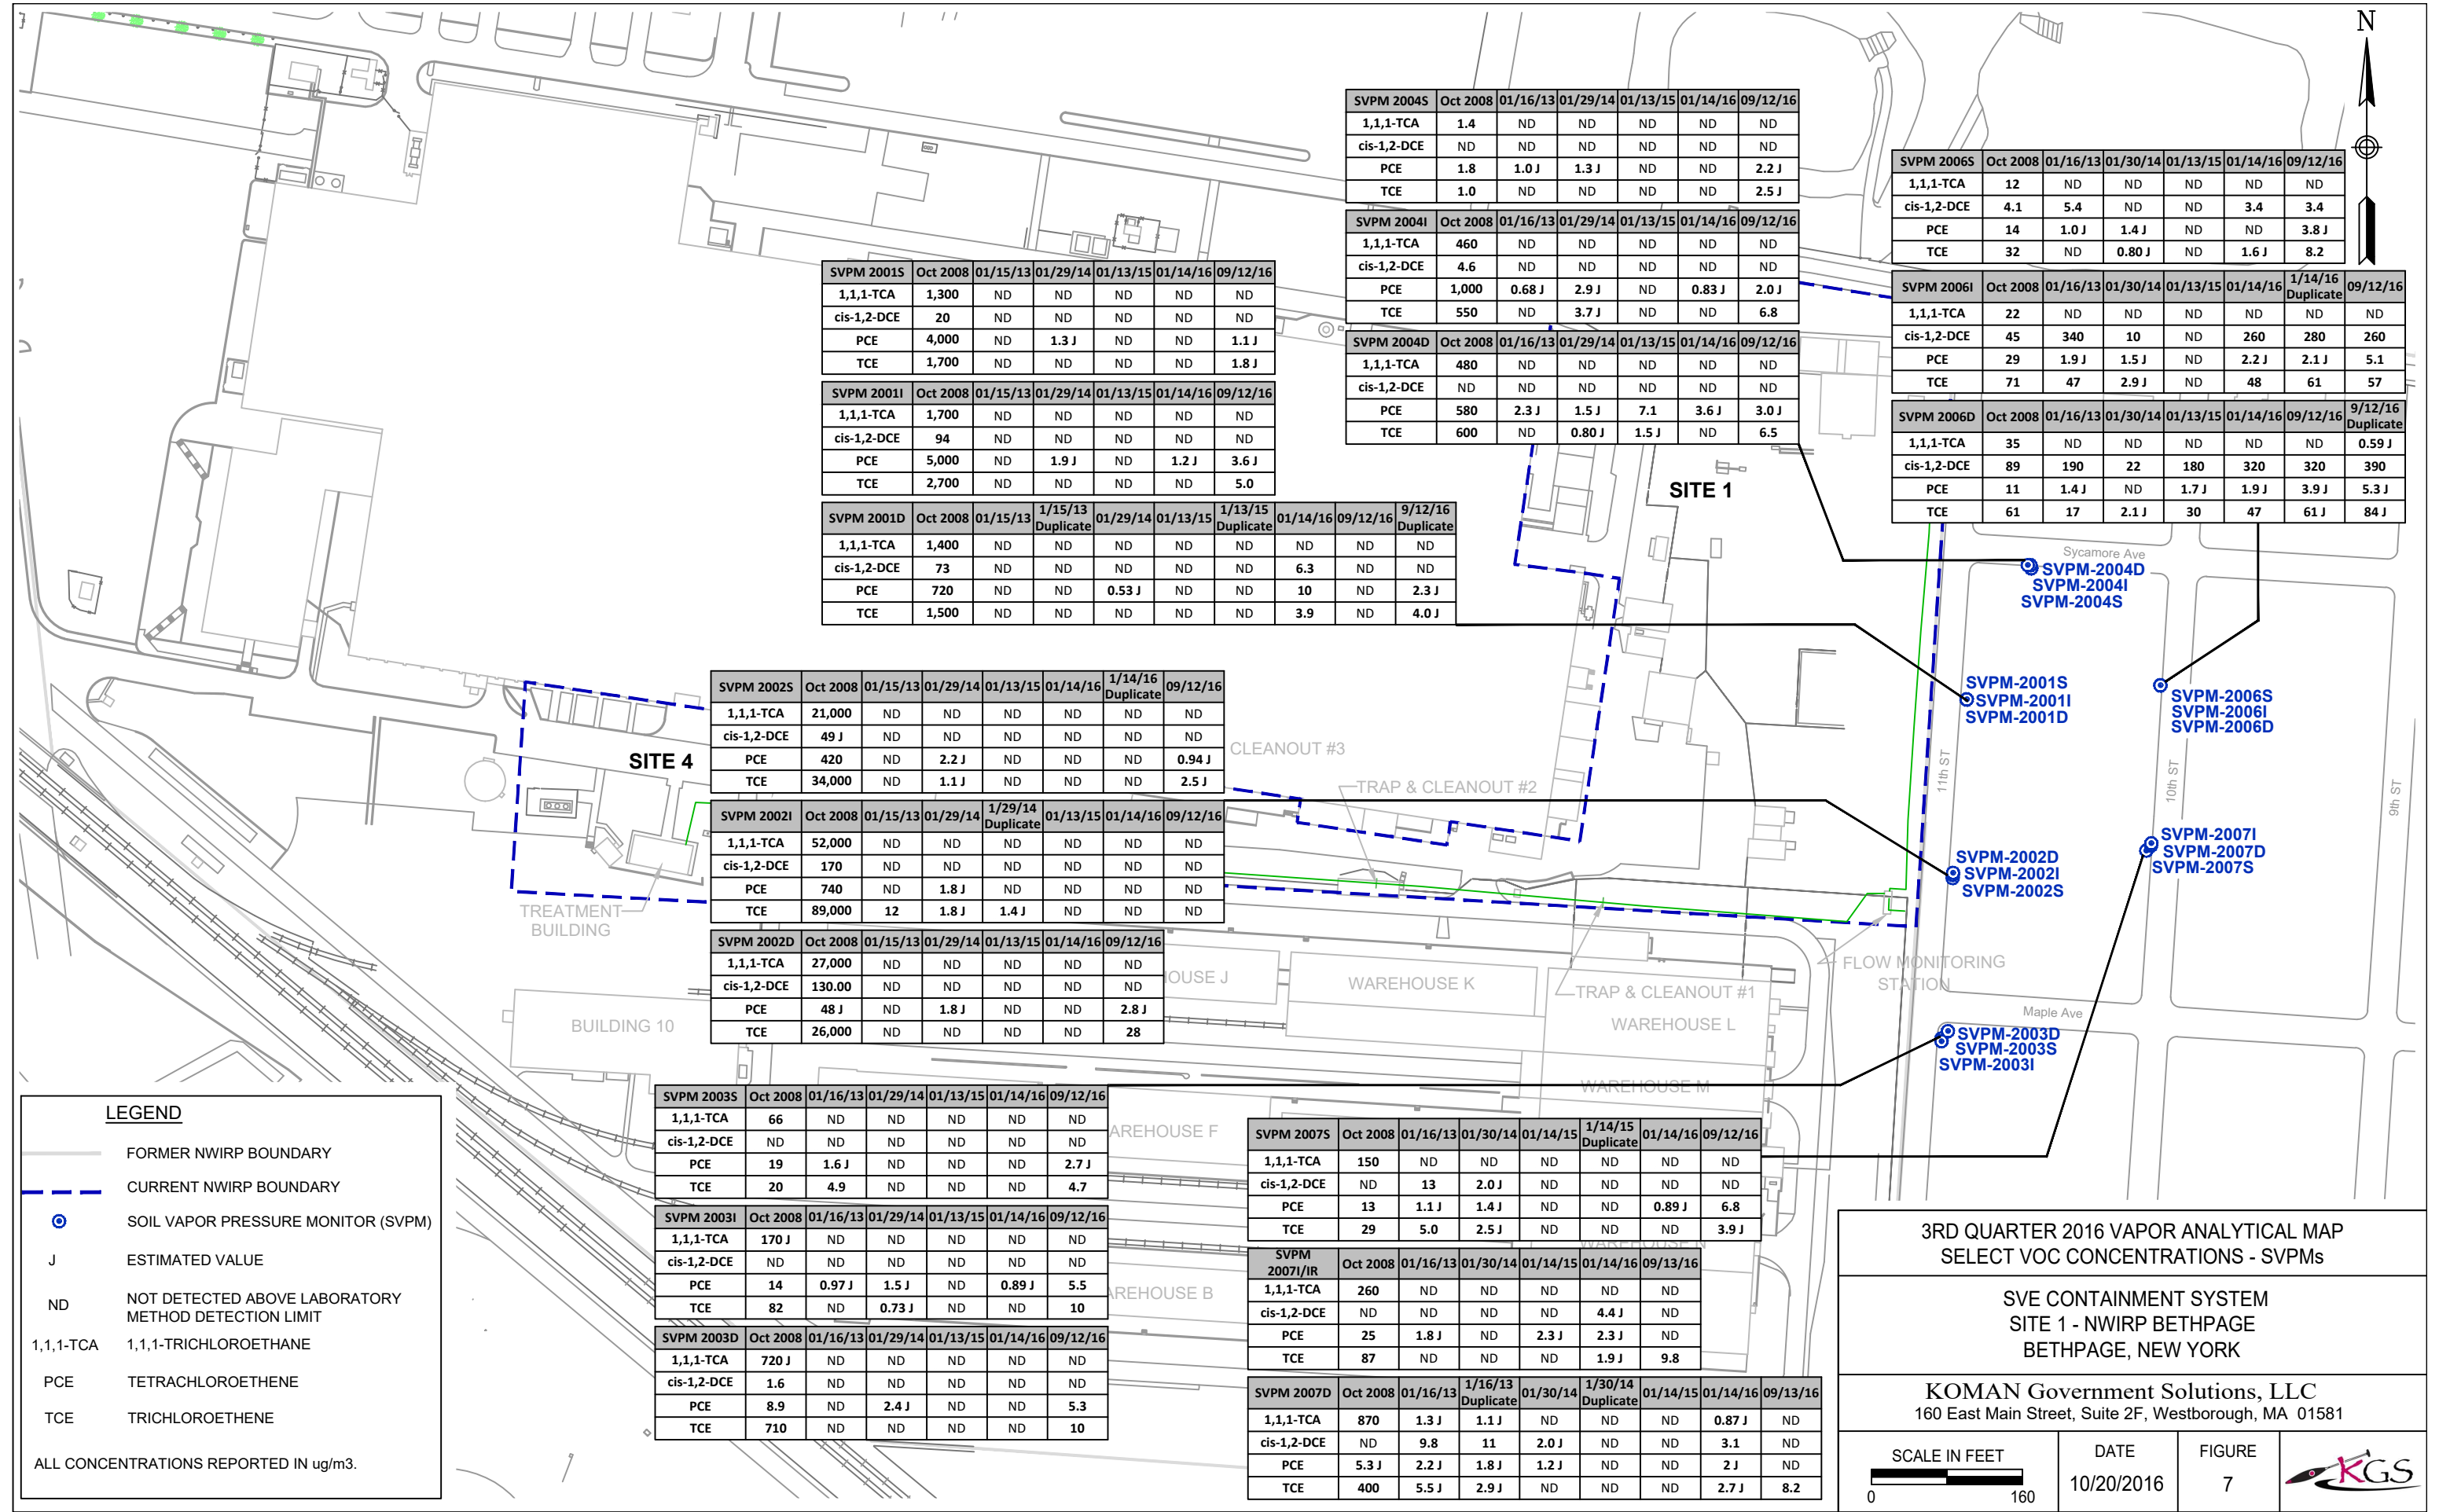 N
SVPM 2004S Oct 2008 01/16/13 01/29/14 01/13/15 01/14/16 09/12/16
1,1,1-TCA 1.4 ND ND ND ND ND
cis-1,2-DCE ND ND ND ND ND ND
PCE 1.8 1.0 J 1.3 J ND ND 2.2 J
TCE 1.0 ND ND ND ND 2.5 J
SVPM 2004I Oct 2008 01/16/13 01/29/14 01/13/15 01/14/16 09/12/16
1,1,1-TCA 460 ND ND ND ND ND
cis-1,2-DCE 4.6 ND ND ND ND ND
PCE 1,000 0.68 J 2.9 J ND 0.83 J 2.0 J
TCE 550 ND 3.7 J ND ND 6.8
SVPM 2004D Oct 2008 01/16/13 01/29/14 01/13/15 01/14/16 09/12/16
1,1,1-TCA 480 ND ND ND ND ND
cis-1,2-DCE ND ND ND ND ND ND
PCE 580 2.3 J 1.5 J 7.1 3.6 J 3.0 J
TCE 600 ND 0.80 J 1.5 J ND 6.5
SVPM 2006S Oct 2008 01/16/13 01/30/14 01/13/15 01/14/16 09/12/16
1,1,1-TCA 12 ND ND ND ND ND
cis-1,2-DCE 4.1 5.4 ND ND 3.4 3.4
PCE 14 1.0 J 1.4 J ND ND 3.8 J
TCE 32 ND 0.80 J ND 1.6 J 8.2
SVPM 2006I Oct 2008 01/16/13 01/30/14 01/13/15 01/14/16 1/14/16 Duplicate 09/12/16
1,1,1-TCA 22 ND ND ND ND ND ND
cis-1,2-DCE 45 340 10 ND 260 280 260
PCE 29 1.9 J 1.5 J ND 2.2 J 2.1 J 5.1
TCE 71 47 2.9 J ND 48 61 57
SVPM 2006D Oct 2008 01/16/13 01/30/14 01/13/15 01/14/16 09/12/16 9/12/16 Duplicate
1,1,1-TCA 35 ND ND ND ND ND 0.59 J
cis-1,2-DCE 89 190 22 180 320 320 390
PCE 11 1.4 J ND 1.7 J 1.9 J 3.9 J 5.3 J
TCE 61 17 2.1 J 30 47 61 J 84 J
SVPM 2001S Oct 2008 01/15/13 01/29/14 01/13/15 01/14/16 09/12/16
1,1,1-TCA 1,300 ND ND ND ND ND
cis-1,2-DCE 20 ND ND ND ND ND
PCE 4,000 ND 1.3 J ND ND 1.1 J
TCE 1,700 ND ND ND ND 1.8 J
SVPM 2001I Oct 2008 01/15/13 01/29/14 01/13/15 01/14/16 09/12/16
1,1,1-TCA 1,700 ND ND ND ND ND
cis-1,2-DCE 94 ND ND ND ND ND
PCE 5,000 ND 1.9 J ND 1.2 J 3.6 J
TCE 2,700 ND ND ND ND 5.0
SVPM 2001D Oct 2008 01/15/13 1/15/13 Duplicate 01/29/14 01/13/15 1/13/15 Duplicate 01/14/16 09/12/16 9/12/16 Duplicate
1,1,1-TCA 1,400 ND ND ND ND ND ND ND ND
cis-1,2-DCE 73 ND ND ND ND ND 6.3 ND ND
PCE 720 ND ND 0.53 J ND ND 10 ND 2.3 J
TCE 1,500 ND ND ND ND ND 3.9 ND 4.0 J
SITE 1
Sycamore Ave
SVPM-2004D
SVPM-2004I
SVPM-2004S
SVPM-2001S
SVPM-2001I
SVPM-2001D
SVPM-2006S
SVPM-2006I
SVPM-2006D
11th ST
10th ST
9th ST
SVPM-2007I
SVPM-2007D
SVPM-2007S
SVPM-2002D
SVPM-2002I
SVPM-2002S
Maple Ave
SVPM-2003D
SVPM-2003S
SVPM-2003I
SITE 4
SVPM 2002S Oct 2008 01/15/13 01/29/14 01/13/15 01/14/16 1/14/16 Duplicate 09/12/16
1,1,1-TCA 21,000 ND ND ND ND ND ND
cis-1,2-DCE 49 J ND ND ND ND ND ND
PCE 420 ND 2.2 J ND ND ND 0.94 J
TCE 34,000 ND 1.1 J ND ND ND 2.5 J
SVPM 2002I Oct 2008 01/15/13 01/29/14 1/29/14 Duplicate 01/13/15 01/14/16 09/12/16
1,1,1-TCA 52,000 ND ND ND ND ND ND
cis-1,2-DCE 170 ND ND ND ND ND ND
PCE 740 ND 1.8 J ND ND ND ND
TCE 89,000 12 1.8 J 1.4 J ND ND ND
SVPM 2002D Oct 2008 01/15/13 01/29/14 01/13/15 01/14/16 09/12/16
1,1,1-TCA 27,000 ND ND ND ND ND
cis-1,2-DCE 130.00 ND ND ND ND ND
PCE 48 J ND 1.8 J ND ND 2.8 J
TCE 26,000 ND ND ND ND 28
CLEANOUT #3
TRAP & CLEANOUT #2
TREATMENT
BUILDING
BUILDING 10
OUSE J
WAREHOUSE K
TRAP & CLEANOUT #1
WAREHOUSE L
FLOW MONITORING
STATION
WAREHOUSE M
AREHOUSE F
AREHOUSE B
WAREHOUSE N
SVPM 2003S Oct 2008 01/16/13 01/29/14 01/13/15 01/14/16 09/12/16
1,1,1-TCA 66 ND ND ND ND ND
cis-1,2-DCE ND ND ND ND ND ND
PCE 19 1.6 J ND ND ND 2.7 J
TCE 20 4.9 ND ND ND 4.7
SVPM 2003I Oct 2008 01/16/13 01/29/14 01/13/15 01/14/16 09/12/16
1,1,1-TCA 170 J ND ND ND ND ND
cis-1,2-DCE ND ND ND ND ND ND
PCE 14 0.97 J 1.5 J ND 0.89 J 5.5
TCE 82 ND 0.73 J ND ND 10
SVPM 2003D Oct 2008 01/16/13 01/29/14 01/13/15 01/14/16 09/12/16
1,1,1-TCA 720 J ND ND ND ND ND
cis-1,2-DCE 1.6 ND ND ND ND ND
PCE 8.9 ND 2.4 J ND ND 5.3
TCE 710 ND ND ND ND 10
SVPM 2007S Oct 2008 01/16/13 01/30/14 01/14/15 1/14/15 Duplicate 01/14/16 09/12/16
1,1,1-TCA 150 ND ND ND ND ND ND
cis-1,2-DCE ND 13 2.0 J ND ND ND ND
PCE 13 1.1 J 1.4 J ND ND 0.89 J 6.8
TCE 29 5.0 2.5 J ND ND ND 3.9 J
SVPM 2007I/IR Oct 2008 01/16/13 01/30/14 01/14/15 01/14/16 09/13/16
1,1,1-TCA 260 ND ND ND ND ND
cis-1,2-DCE ND ND ND ND 4.4 J ND
PCE 25 1.8 J ND 2.3 J 2.3 J ND
TCE 87 ND ND ND 1.9 J 9.8
SVPM 2007D Oct 2008 01/16/13 1/16/13 Duplicate 01/30/14 1/30/14 Duplicate 01/14/15 01/14/16 09/13/16
1,1,1-TCA 870 1.3 J 1.1 J ND ND ND 0.87 J ND
cis-1,2-DCE ND 9.8 11 2.0 J ND ND 3.1 ND
PCE 5.3 J 2.2 J 1.8 J 1.2 J ND ND 2 J ND
TCE 400 5.5 J 2.9 J ND ND ND 2.7 J 8.2
LEGEND
FORMER NWIRP BOUNDARY
CURRENT NWIRP BOUNDARY
SOIL VAPOR PRESSURE MONITOR (SVPM)
J ESTIMATED VALUE
ND NOT DETECTED ABOVE LABORATORY
METHOD DETECTION LIMIT
1,1,1-TCA 1,1,1-TRICHLOROETHANE
PCE TETRACHLOROETHENE
TCE TRICHLOROETHENE
ALL CONCENTRATIONS REPORTED IN ug/m3.
3RD QUARTER 2016 VAPOR ANALYTICAL MAP
SELECT VOC CONCENTRATIONS - SVPMs
SVE CONTAINMENT SYSTEM
SITE 1 - NWIRP BETHPAGE
BETHPAGE, NEW YORK
KOMAN Government Solutions, LLC
160 East Main Street, Suite 2F, Westborough, MA 01581
SCALE IN FEET
0 160
DATE
10/20/2016
FIGURE
7
KGS